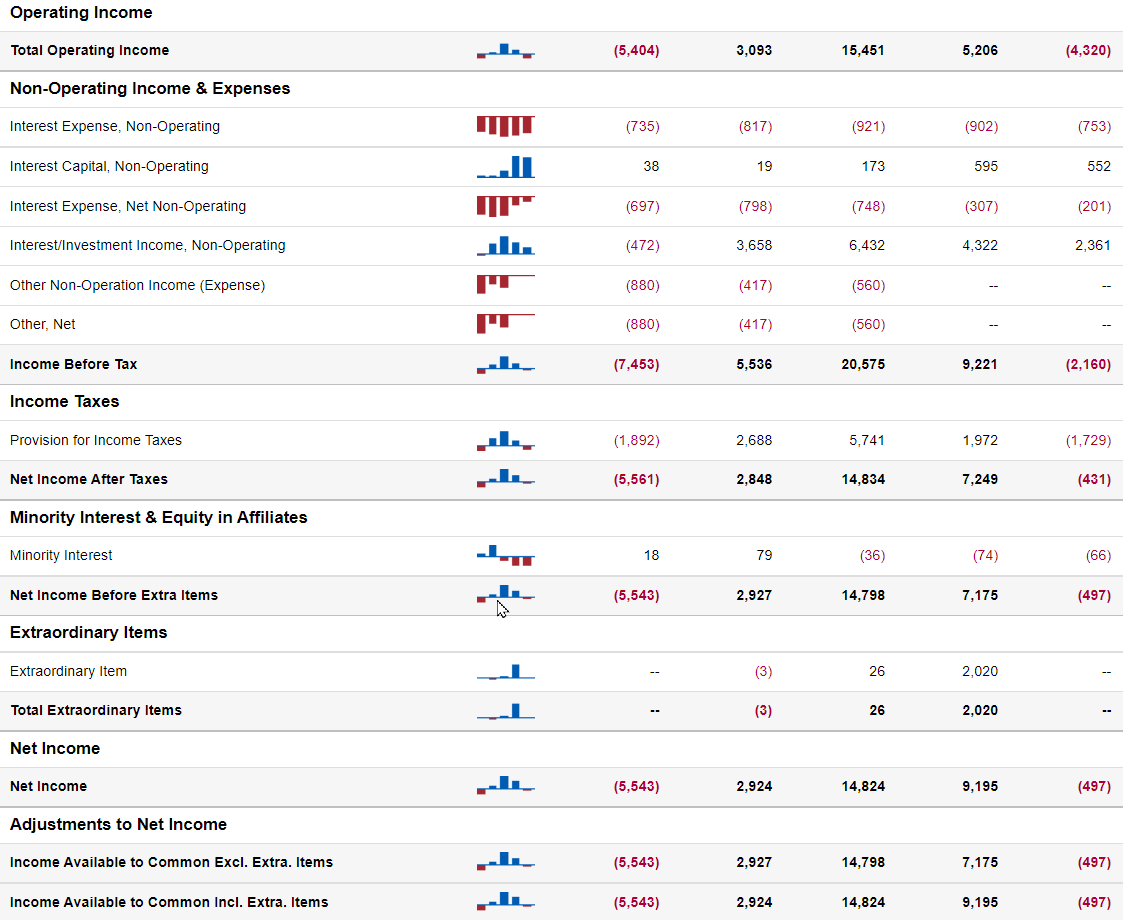 Operating Income
Total Operating Income (5,404) 3,093 15,451 5,206 (4,320)
Non-Operating Income & Expenses
Interest Expense, Non-Operating (735) (817) (921) (902) (753)
Interest Capital, Non-Operating 38 19 173 595 552
Interest Expense, Net Non-Operating (697) (798) (748) (307) (201)
Interest/Investment Income, Non-Operating (472) 3,658 6,432 4,322 2,361
Other Non-Operation Income (Expense) (880) (417) (560) -- --
Other, Net (880) (417) (560) -- --
Income Before Tax (7,453) 5,536 20,575 9,221 (2,160)
Income Taxes
Provision for Income Taxes (1,892) 2,688 5,741 1,972 (1,729)
Net Income After Taxes (5,561) 2,848 14,834 7,249 (431)
Minority Interest & Equity in Affiliates
Minority Interest 18 79 (36) (74) (66)
Net Income Before Extra Items (5,543) 2,927 14,798 7,175 (497)
Extraordinary Items
Extraordinary Item -- (3) 26 2,020 --
Total Extraordinary Items -- (3) 26 2,020 --
Net Income
Net Income (5,543) 2,924 14,824 9,195 (497)
Adjustments to Net Income
Income Available to Common Excl. Extra. Items (5,543) 2,927 14,798 7,175 (497)
Income Available to Common Incl. Extra. Items (5,543) 2,924 14,824 9,195 (497)